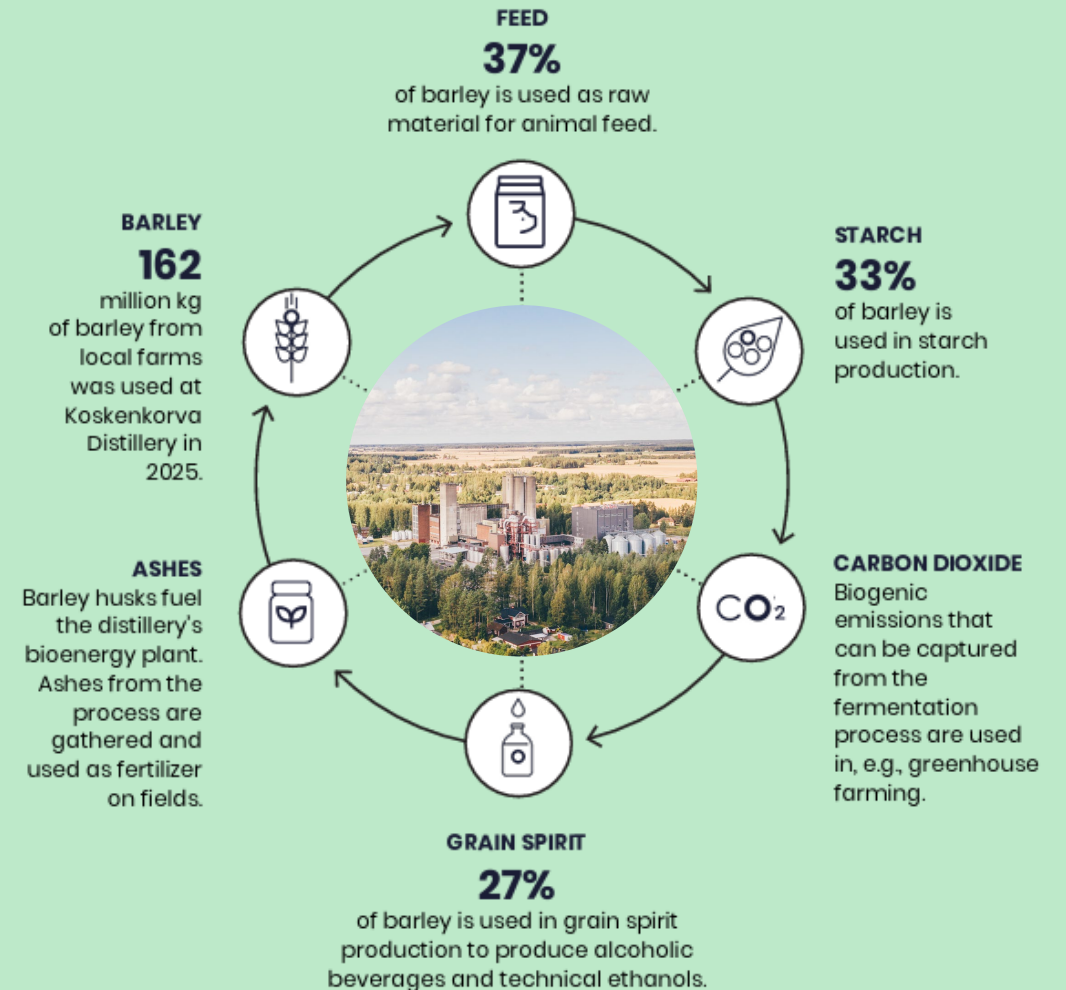 FEED
37%
of barley is used as raw
material for animal feed.
BARLEY
162
million kg
of barley from
local farms
was used at
Koskenkorva
Distillery in
2025.
STARCH
33%
of barley is
used in starch
production.
ASHES
Barley husks fuel
the distillery's
bioenergy plant.
Ashes from the
process are
gathered and
used as fertilizer
on fields.
CO2
CARBON DIOXIDE
Biogenic
emissions that
can be captured
from the
fermentation
process are used
in, e.g., greenhouse
farming.
GRAIN SPIRIT
27%
of barley is used in grain spirit
production to produce alcoholic
beverages and technical ethanols.